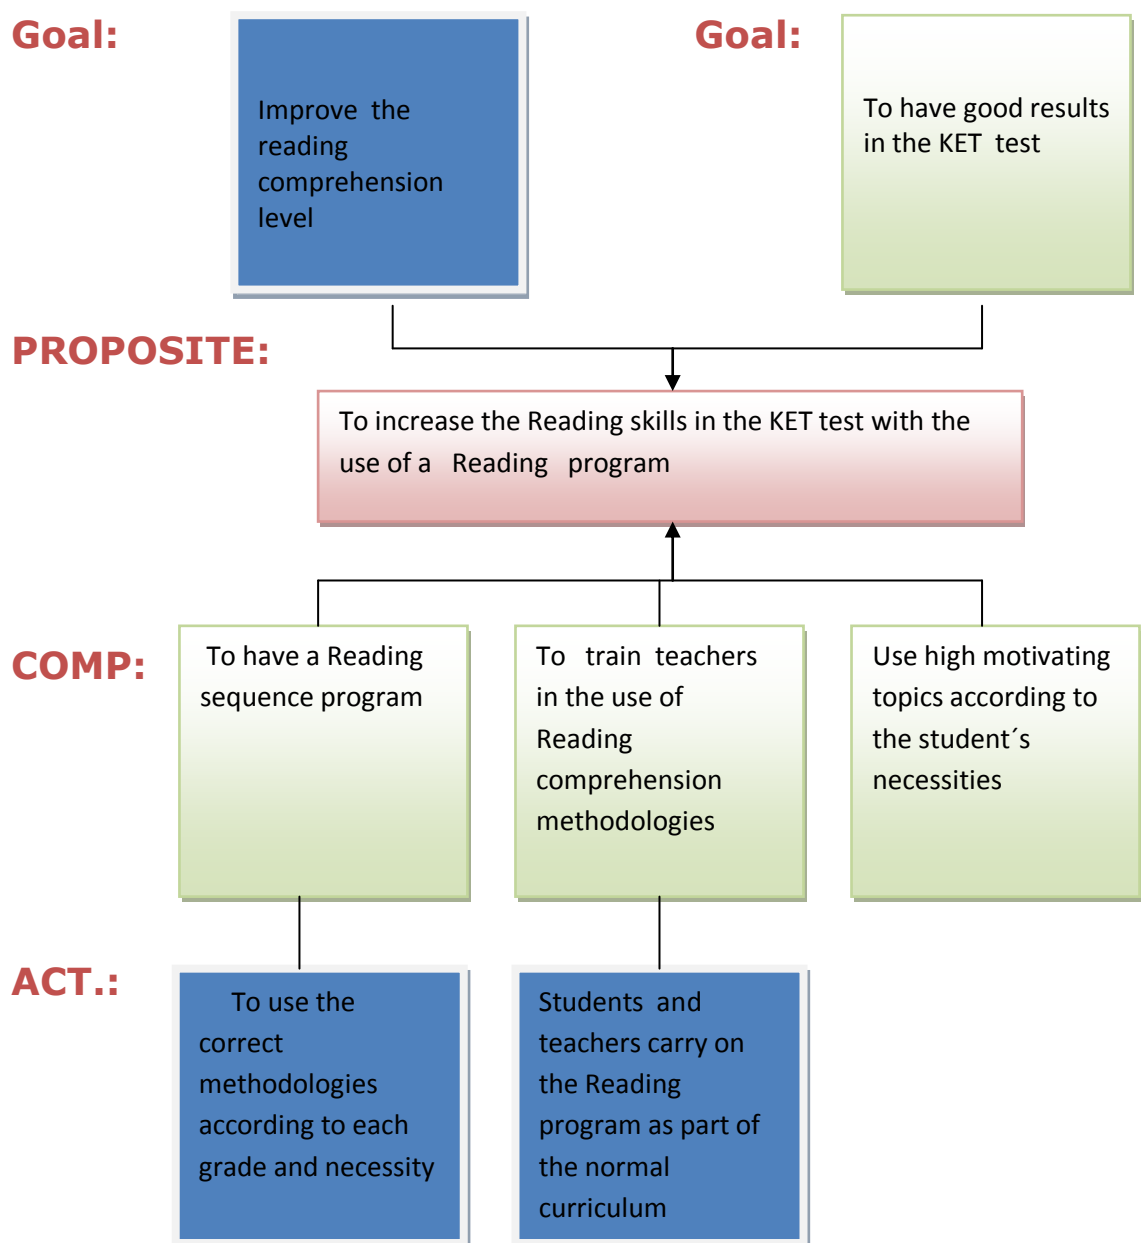 Goal:
Goal:
Improve the
reading
comprehension
level
To have good results
in the KET test
PROPOSITE:
To increase the Reading skills in the KET test with the
use of a Reading program
COMP:
To have a Reading
sequence program
To train teachers
in the use of
Reading
comprehension
methodologies
Use high motivating
topics according to
the student´s
necessities
ACT.:
To use the
correct
methodologies
according to each
grade and necessity
Students and
teachers carry on
the Reading
program as part of
the normal
curriculum